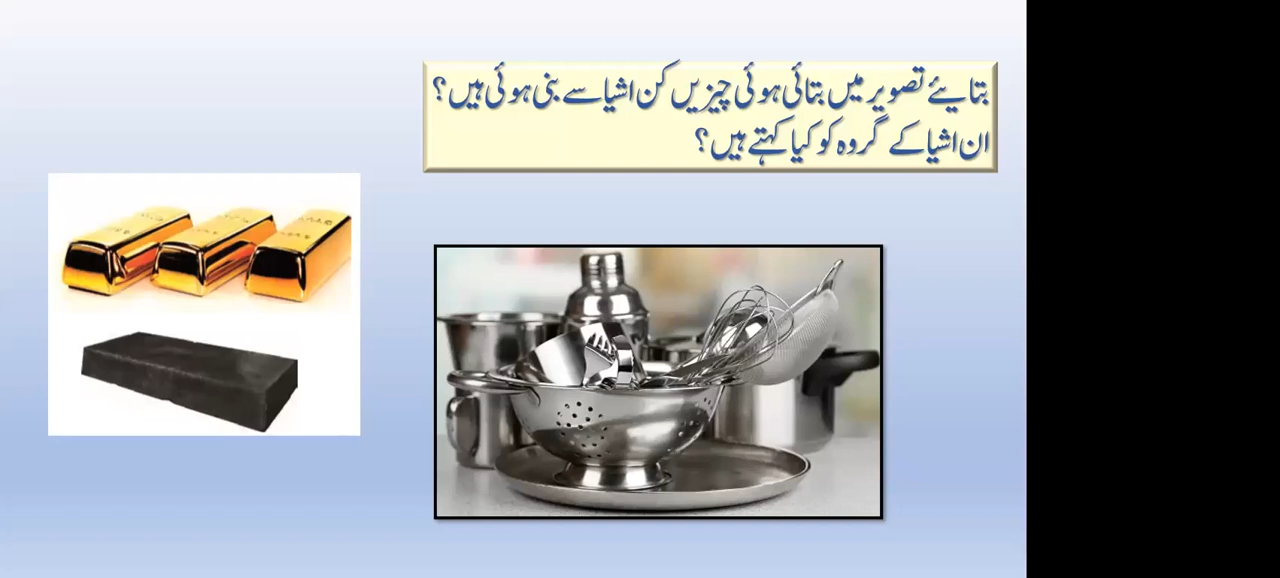 بتایئے تصویر میں بتائی ہوئی چیزیں کن اشیا سے بنی ہوئی ہیں؟
ان اشیا کے گروہ کو کیا کہتے ہیں؟